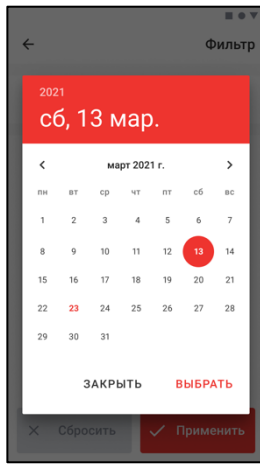 Фильтр
2021
сб, 13 мар.
март 2021 г.
пн вт ср чт пт сб вс
1 2 3 4 5 6 7
8 9 10 11 12 13 14
15 16 17 18 19 20 21
22 23 24 25 26 27 28
29 30 31
ЗАКРЫТЬ ВЫБРАТЬ
Сбросить Применить